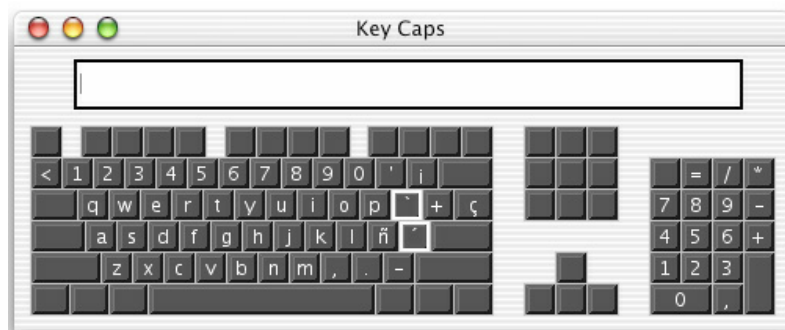 Key Caps
< 1 2 3 4 5 6 7 8 9 0 ' ¡ = / *
q w e r t y u i o p ` + ç 7 8 9 –
a s d f g h j k l ñ ´ 4 5 6 +
z x c v b n m , . – 1 2 3
0 ,